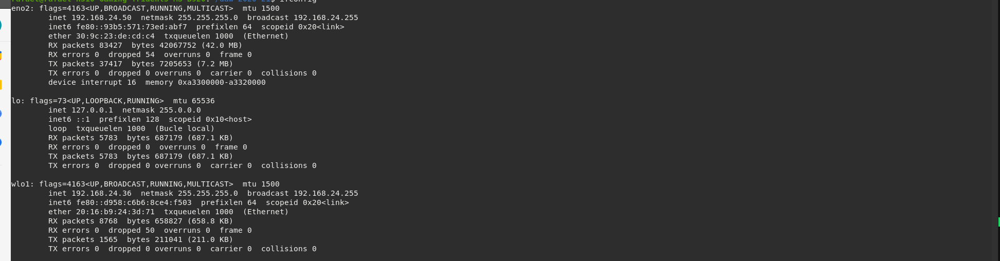 eno2: flags=4163<UP,BROADCAST,RUNNING,MULTICAST>  mtu 1500
        inet 192.168.24.50  netmask 255.255.255.0  broadcast 192.168.24.255
        inet6 fe80::93b5:571:73ed:abf7  prefixlen 64  scopeid 0x20<link>
        ether 30:9c:23:de:cd:c4  txqueuelen 1000  (Ethernet)
        RX packets 83427  bytes 42067752 (42.0 MB)
        RX errors 0  dropped 54  overruns 0  frame 0
        TX packets 37417  bytes 7205653 (7.2 MB)
        TX errors 0  dropped 0 overruns 0  carrier 0  collisions 0
        device interrupt 16  memory 0xa3300000-a3320000

lo: flags=73<UP,LOOPBACK,RUNNING>  mtu 65536
        inet 127.0.0.1  netmask 255.0.0.0
        inet6 ::1  prefixlen 128  scopeid 0x10<host>
        loop  txqueuelen 1000  (Bucle local)
        RX packets 5783  bytes 687179 (687.1 KB)
        RX errors 0  dropped 0  overruns 0  frame 0
        TX packets 5783  bytes 687179 (687.1 KB)
        TX errors 0  dropped 0 overruns 0  carrier 0  collisions 0

wlo1: flags=4163<UP,BROADCAST,RUNNING,MULTICAST>  mtu 1500
        inet 192.168.24.36  netmask 255.255.255.0  broadcast 192.168.24.255
        inet6 fe80::d958:c6b6:8ce4:f503  prefixlen 64  scopeid 0x20<link>
        ether 20:16:b9:24:3d:71  txqueuelen 1000  (Ethernet)
        RX packets 8768  bytes 658827 (658.8 KB)
        RX errors 0  dropped 50  overruns 0  frame 0
        TX packets 1565  bytes 211041 (211.0 KB)
        TX errors 0  dropped 0 overruns 0  carrier 0  collisions 0